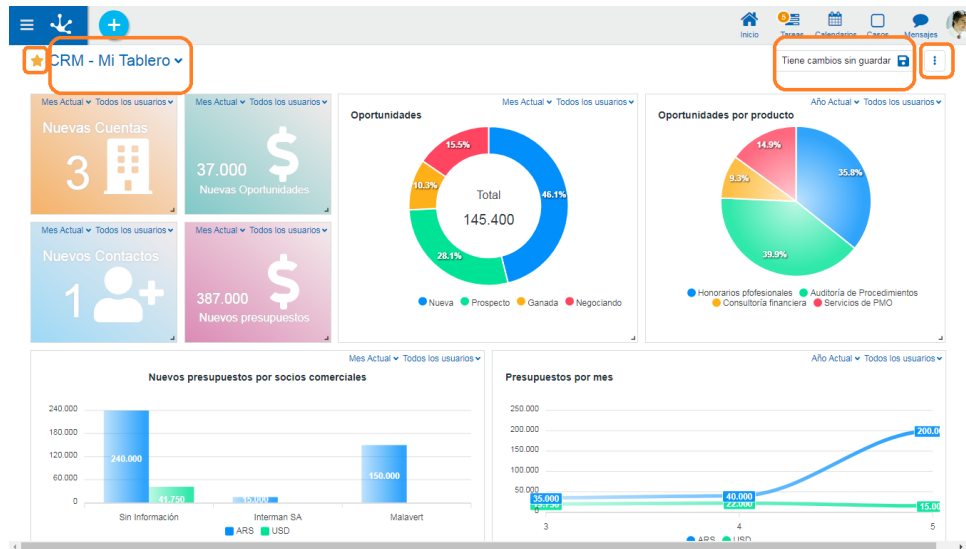 6
Inicio
Tareas
Calendarios
Casos
Mensajes
CRM - Mi Tablero
Tiene cambios sin guardar
Mes Actual Todos los usuarios
Nuevas Cuentas
3
Mes Actual Todos los usuarios
37.000
Nuevas Oportunidades
Mes Actual Todos los usuarios
Nuevos Contactos
1
Mes Actual Todos los usuarios
387.000
Nuevos presupuestos
Mes Actual Todos los usuarios
Oportunidades
15.5%
10.3%
46.1%
28.1%
Total
145.400
Nueva Prospecto Ganada Negociando
Año Actual Todos los usuarios
Oportunidades por producto
14.9%
35.8%
9.3%
39.9%
Honorarios pfofesionales Auditoría de Procedimientos
Consultoría financiera Servicios de PMO
Mes Actual Todos los usuarios
Nuevos presupuestos por socios comerciales
240.000
180.000
120.000
60.000
0
240.000
41.750
15.000
150.000
Sin Información Interman SA Malavert
ARS USD
Año Actual Todos los usuarios
Presupuestos por mes
250.000
200.000
150.000
100.000
50.000
0
35.000
40.000
22.000
200.0
15.00
3 4 5
ARS USD